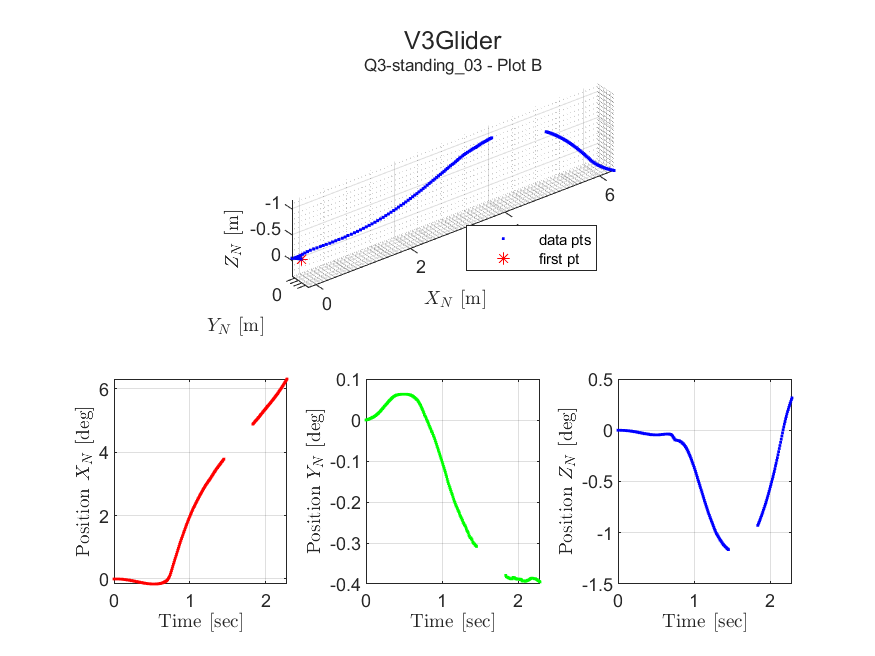 V3Glider
Q3-standing_03 - Plot B
-1
-0.5
0
Z_N [m]
0
Y_N [m]
0
2
6
X_N [m]
data pts
first pt
6
4
2
0
Position X_N [deg]
0 1 2
Time [sec]
0.1
0
-0.1
-0.2
-0.3
-0.4
Position Y_N [deg]
0 1 2
Time [sec]
0.5
0
-0.5
-1
-1.5
Position Z_N [deg]
0 1 2
Time [sec]